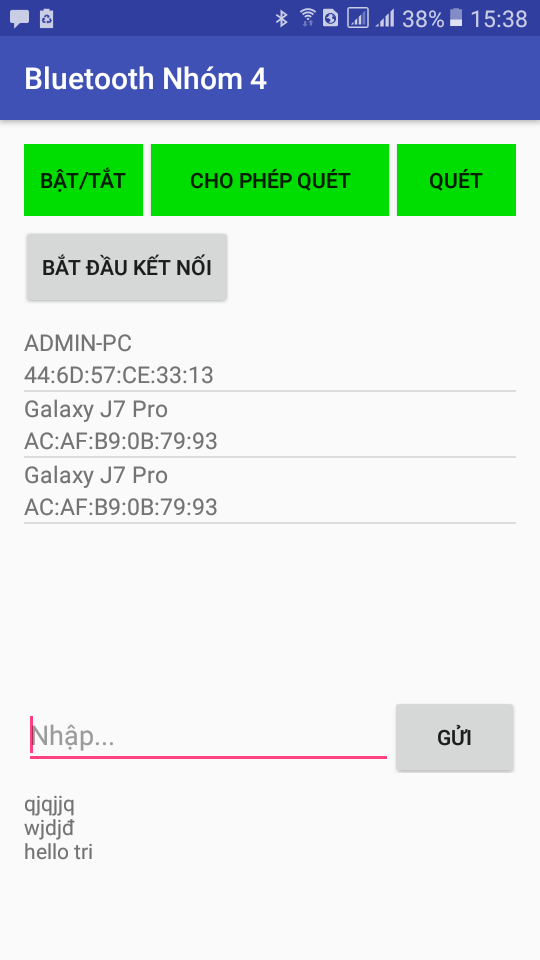 38% 15:38
Bluetooth Nhóm 4
BẬT/TẮT CHO PHÉP QUÉT QUÉT
BẮT ĐẦU KẾT NỐI
ADMIN-PC
44:6D:57:CE:33:13
Galaxy J7 Pro
AC:AF:B9:0B:79:93
Galaxy J7 Pro
AC:AF:B9:0B:79:93
Nhập... GỬI
qjqjjq
wjdjđ
hello tri